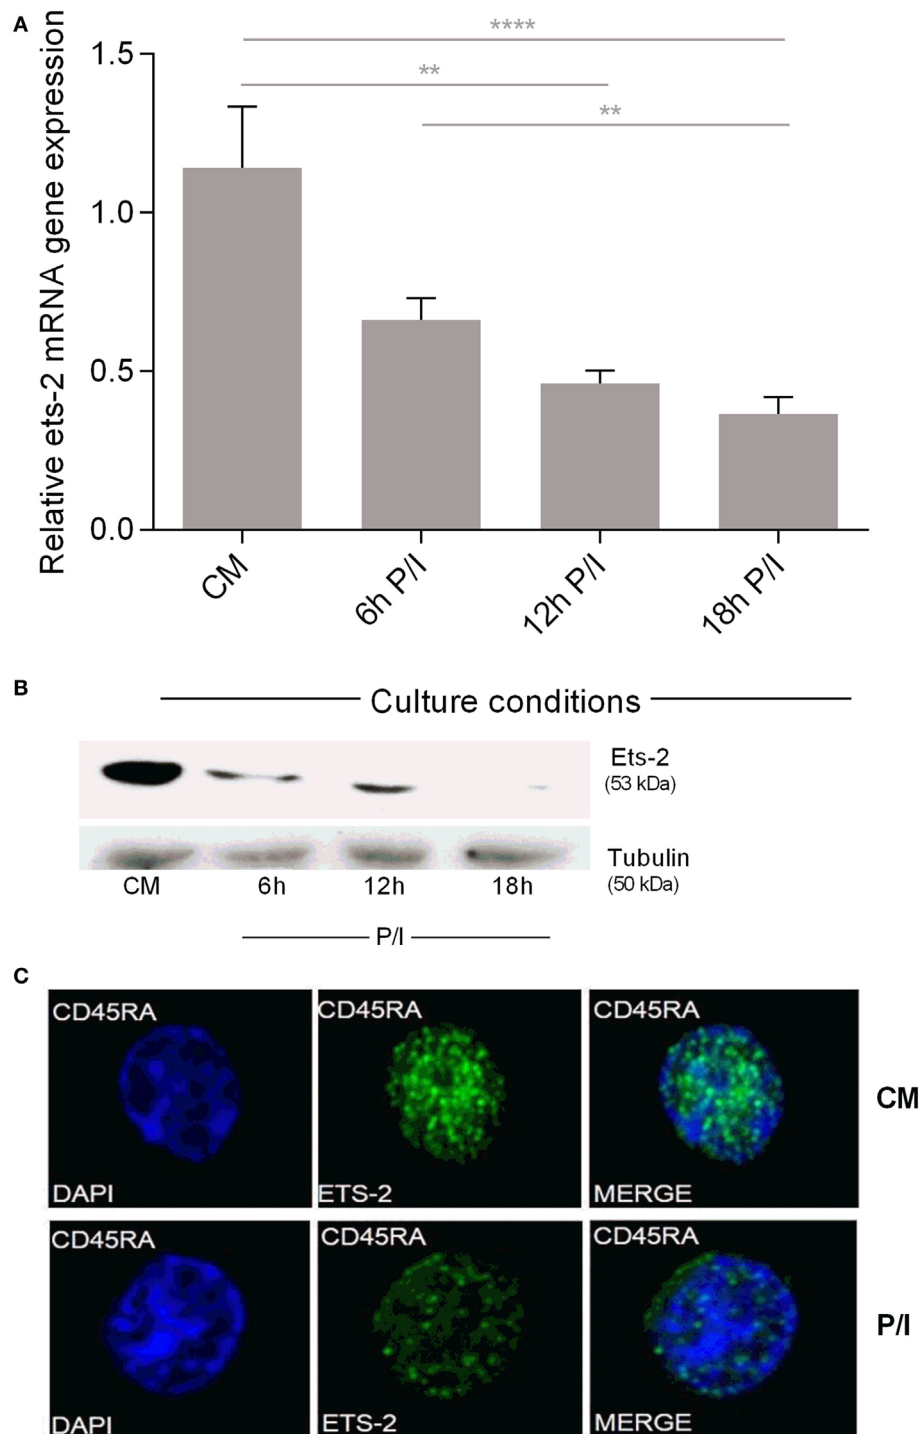 A
****
**
**
Relative ets-2 mRNA gene expression
1.5
1.0
0.5
0.0
CM
6h P/I
12h P/I
18h P/I
B
Culture conditions
Ets-2
(53 kDa)
Tubulin
(50 kDa)
CM 6h 12h 18h
P/I
C
CD45RA CD45RA CD45RA
CM
DAPI ETS-2 MERGE
CD45RA CD45RA CD45RA
P/I
DAPI ETS-2 MERGE